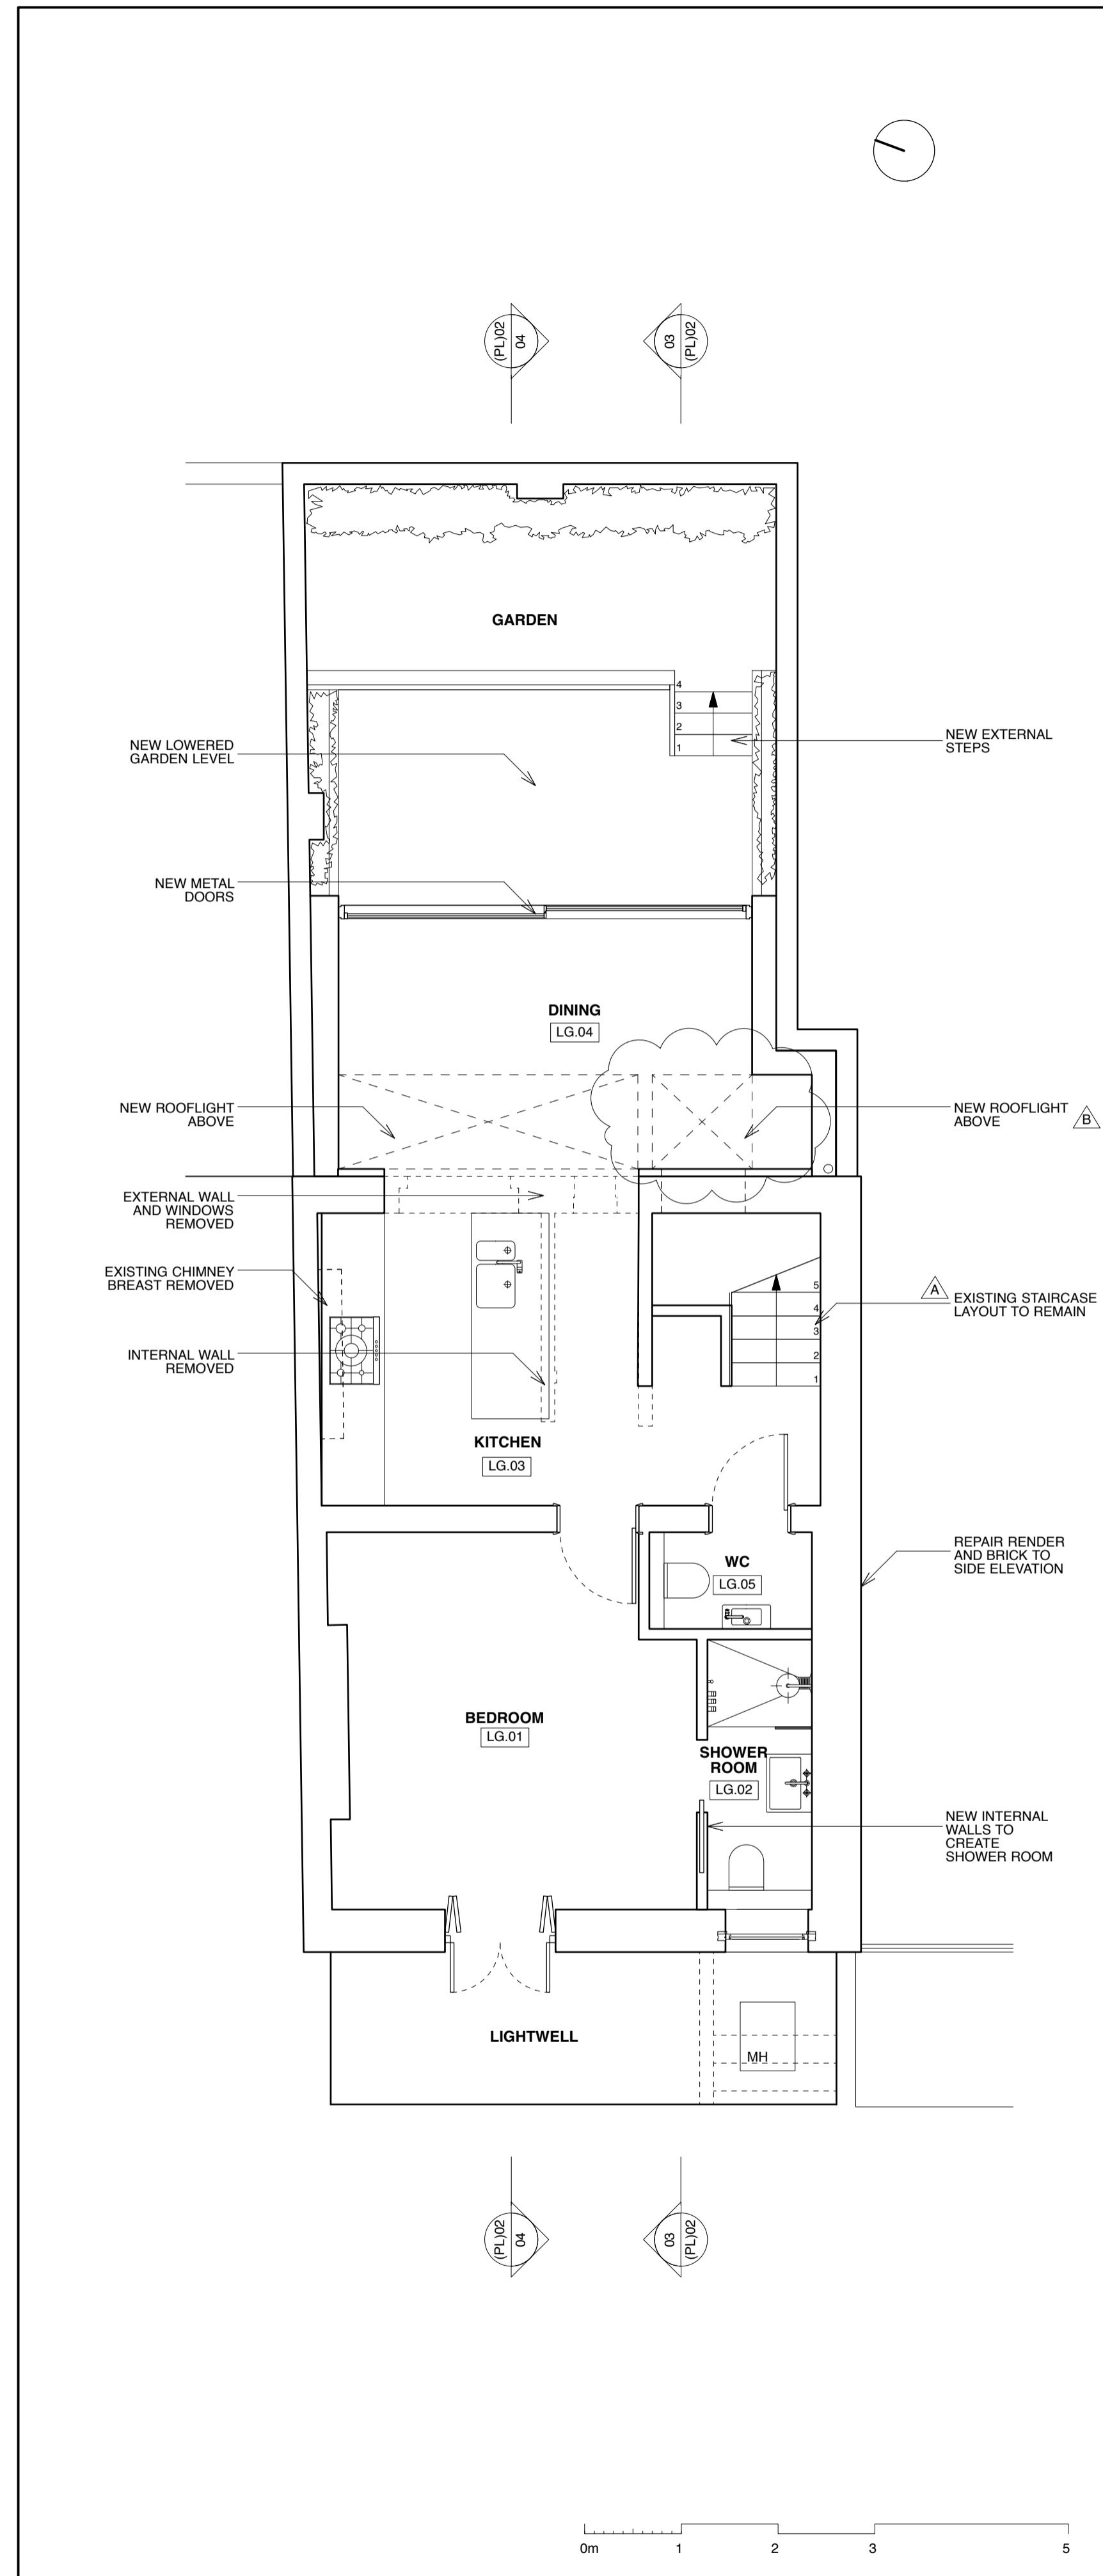 (PL)02
04
03
(PL)02
GARDEN
4
3
2
1
NEW LOWERED
GARDEN LEVEL
NEW EXTERNAL
STEPS
NEW METAL
DOORS
DINING
LG.04
NEW ROOFLIGHT
ABOVE
NEW ROOFLIGHT
ABOVE
B
EXTERNAL WALL
AND WINDOWS
REMOVED
EXISTING CHIMNEY
BREAST REMOVED
A
EXISTING STAIRCASE
LAYOUT TO REMAIN
5
4
3
2
1
INTERNAL WALL
REMOVED
KITCHEN
LG.03
REPAIR RENDER
AND BRICK TO
SIDE ELEVATION
WC
LG.05
BEDROOM
LG.01
SHOWER
ROOM
LG.02
NEW INTERNAL
WALLS TO
CREATE
SHOWER ROOM
LIGHTWELL
MH
(PL)02
04
03
(PL)02
0m
1
2
3
5